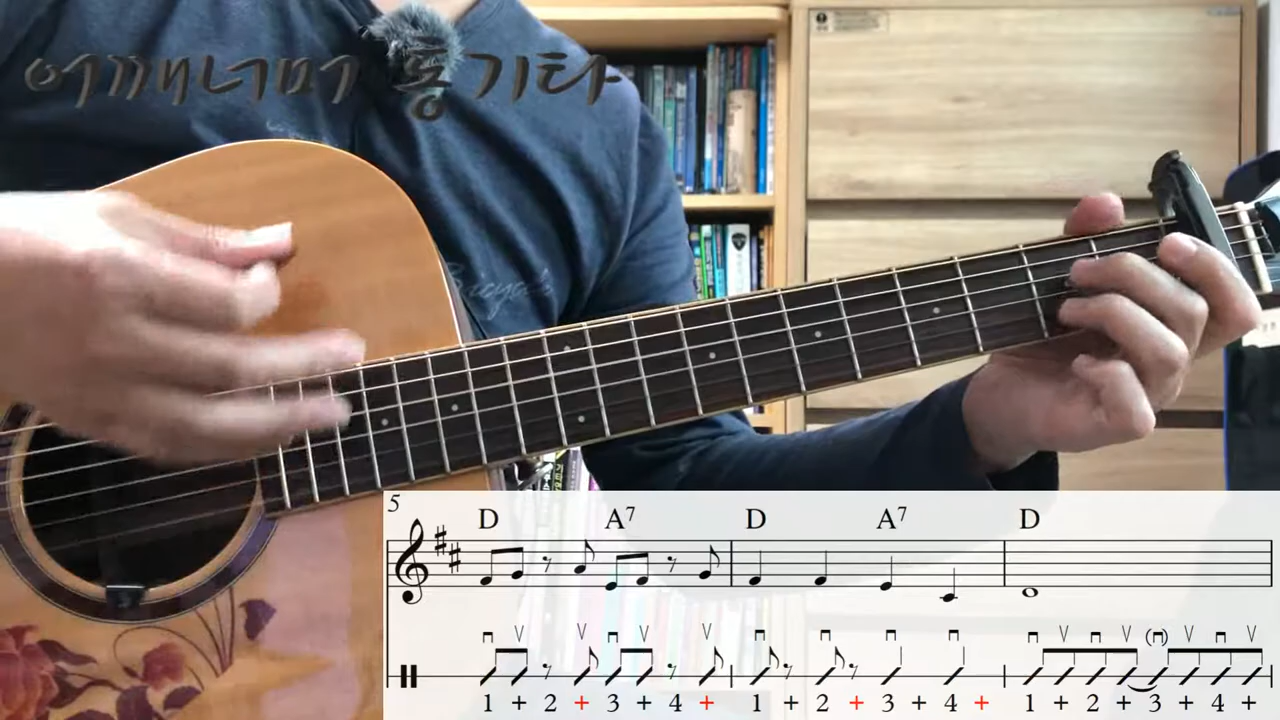 어깨너머 통기타
Bicycle
5
D A7 D A7 D
1 + 2 + 3 + 4 + 1 + 2 + 3 + 4 + 1 + 2 + 3 + 4 +